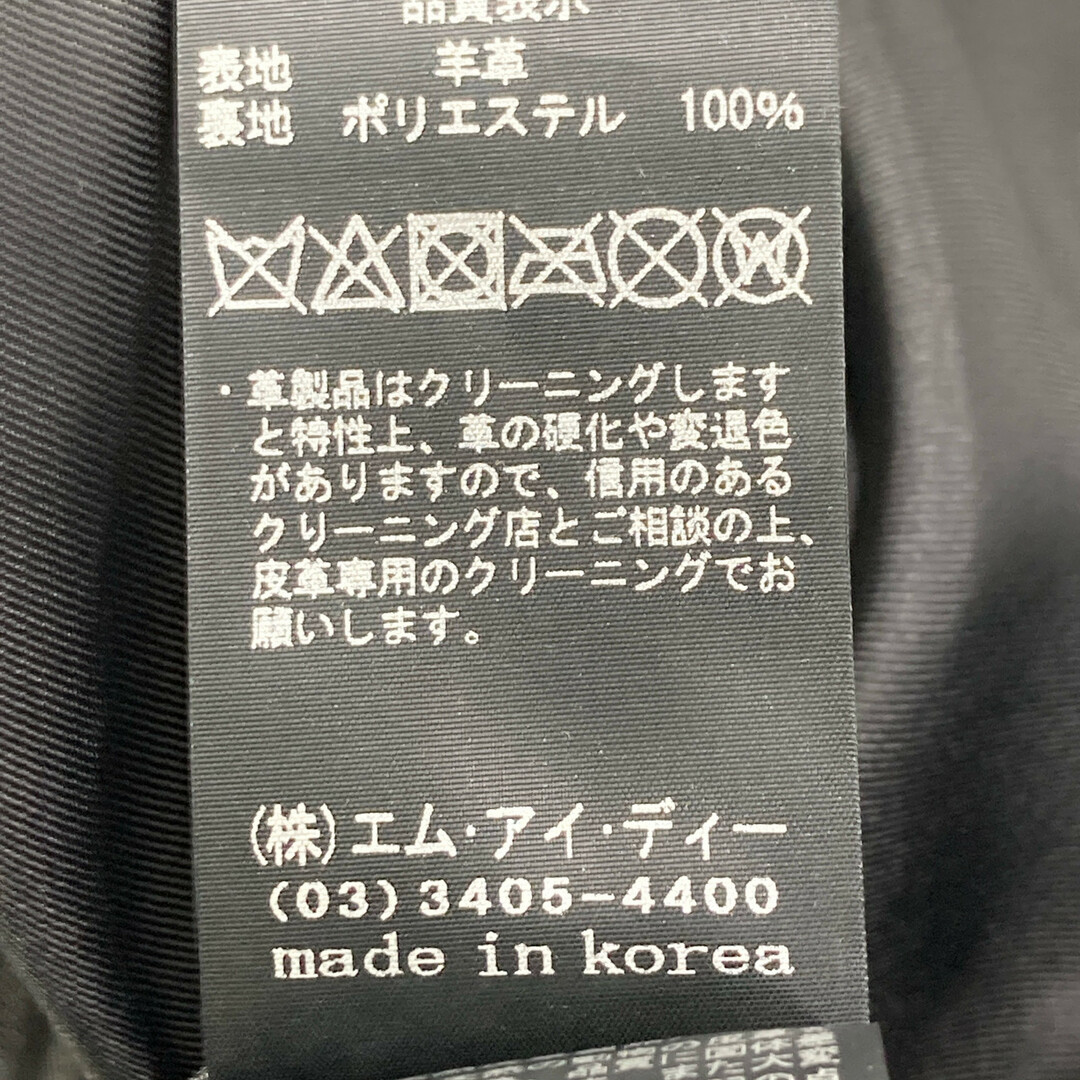 品質表示
表地 羊革
裏地 ポリエステル 100%
W
・革製品はクリーニングします
と特性上、革の硬化や変退色
がありますので、信用のある
クリーニング店とご相談の上、
皮革専用のクリーニングでお
願いします。
(株)エム・アイ・ディー
(03)3405-4400
made in korea